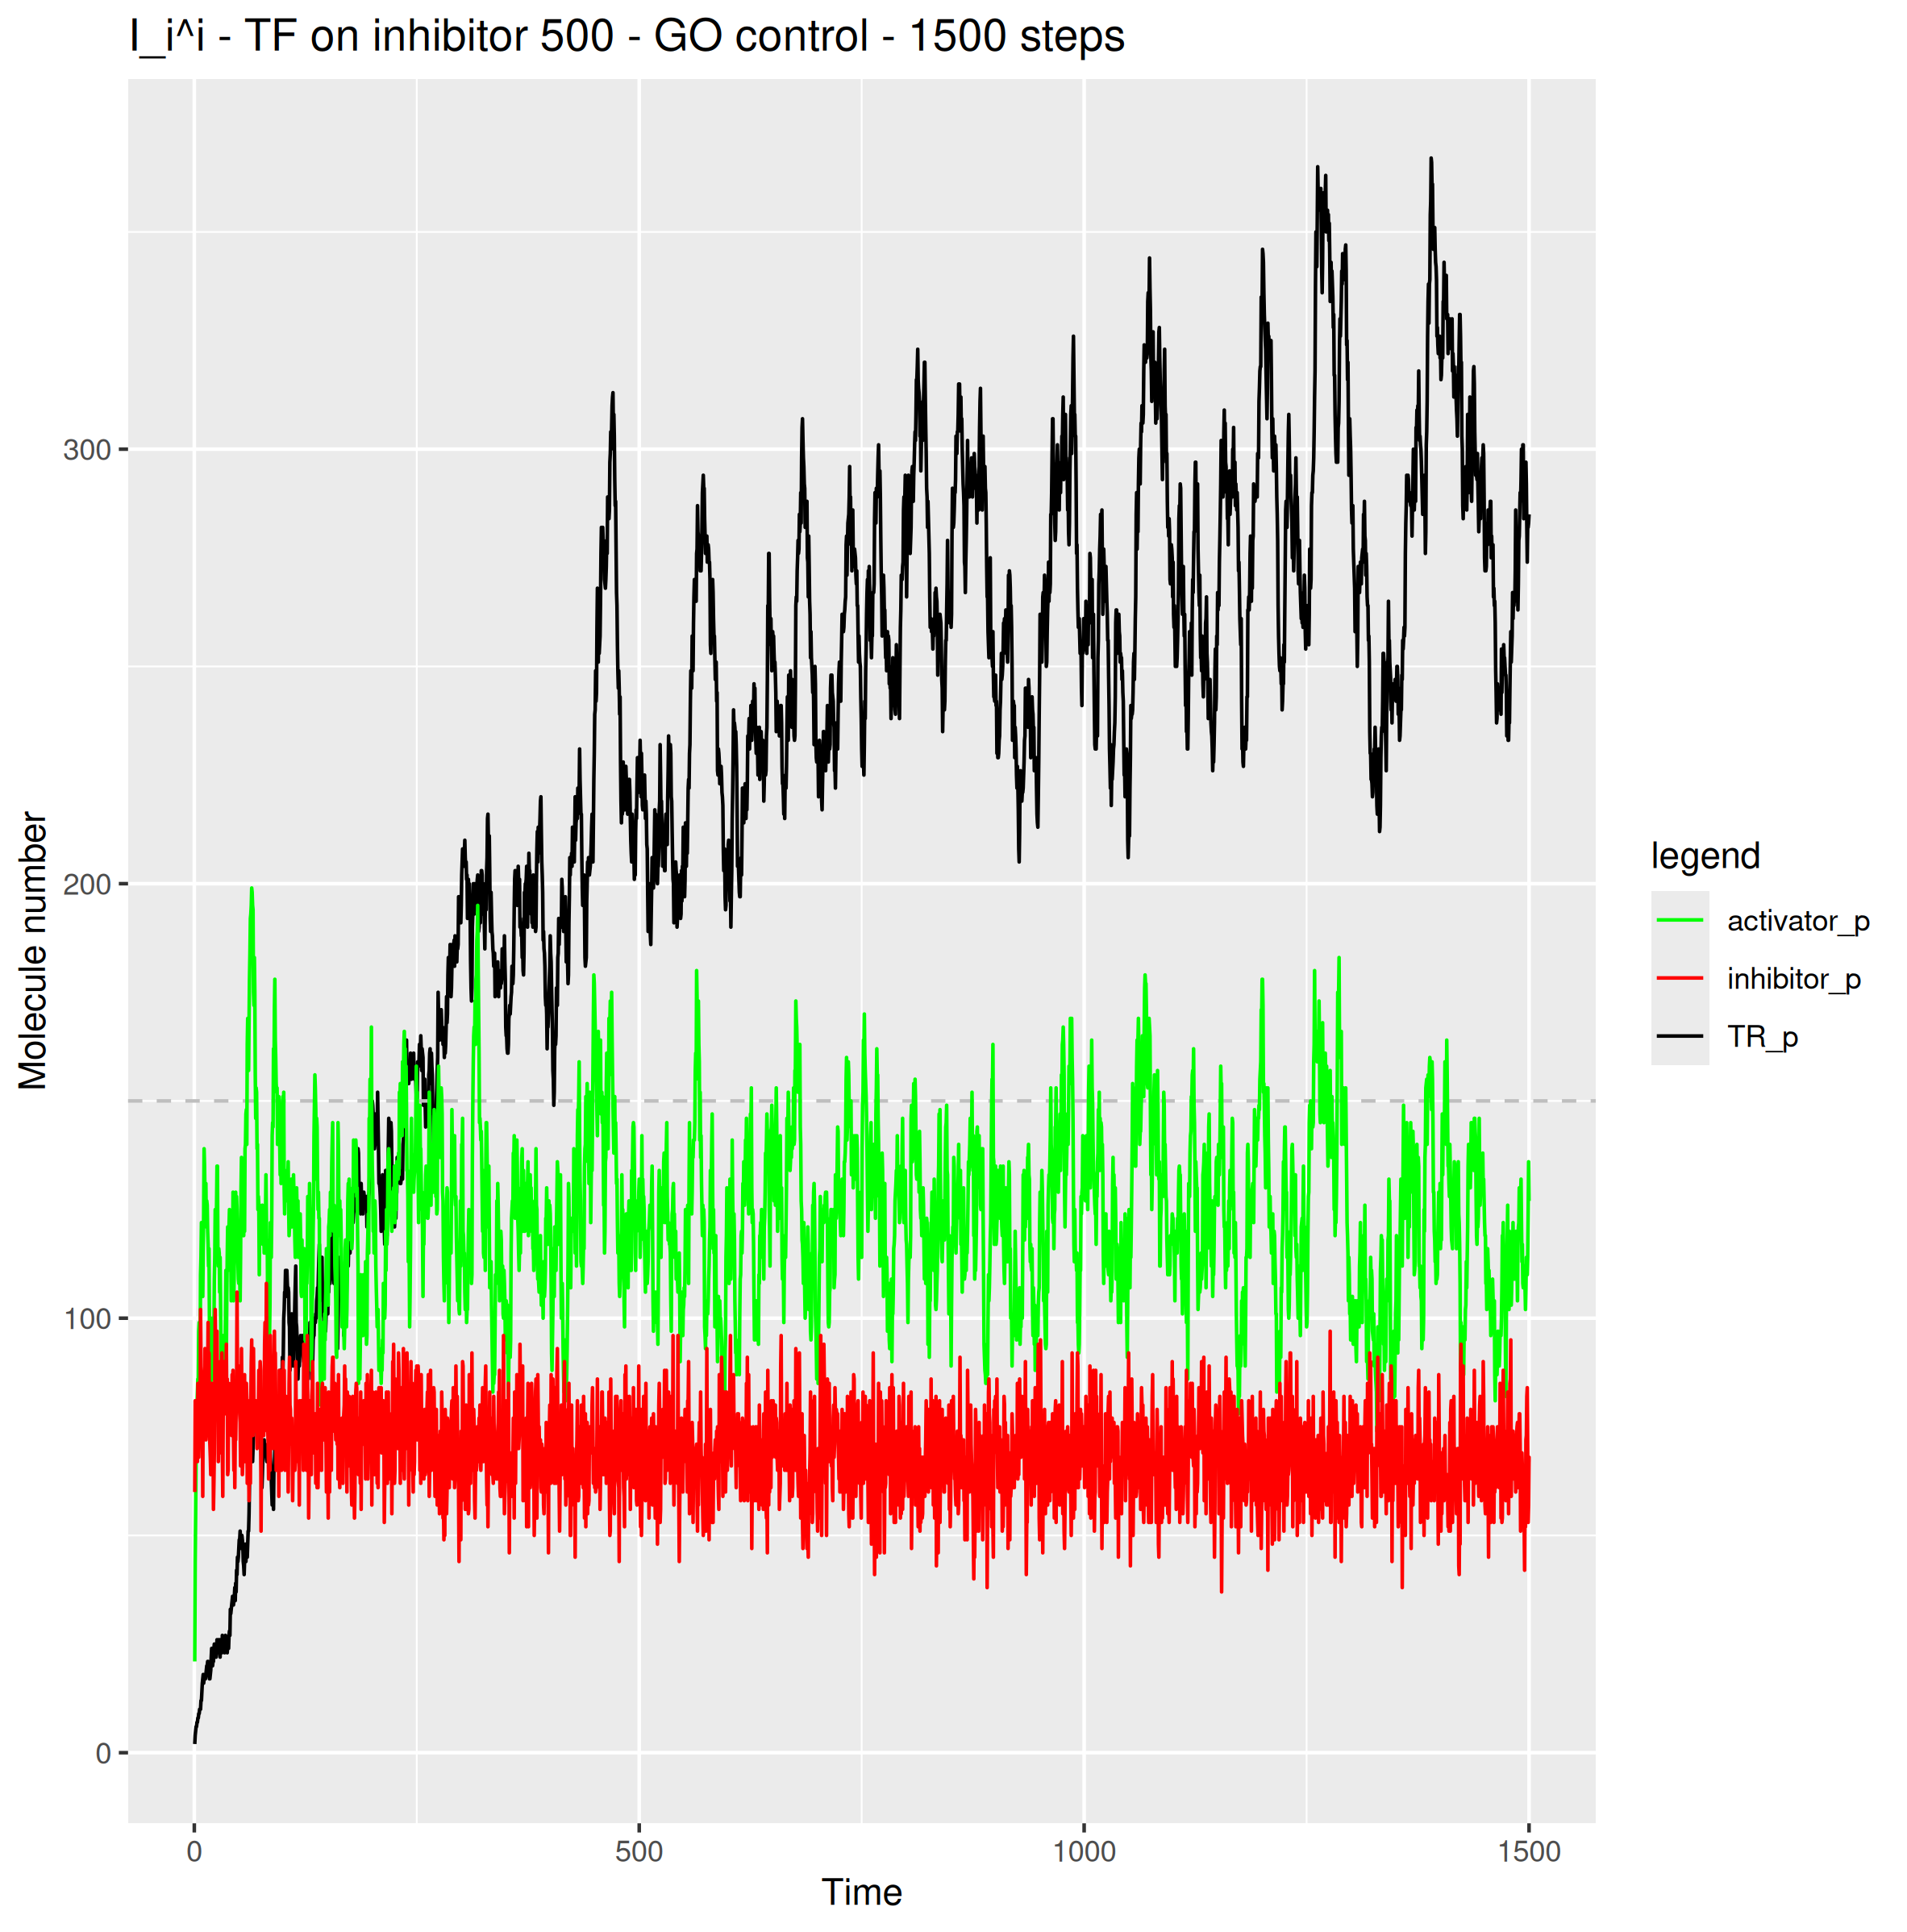 I_i^i - TF on inhibitor 500 - GO control - 1500 steps
Molecule number
300
200
100
0
0
500
1000
1500
Time
legend
activator_p
inhibitor_p
TR_p